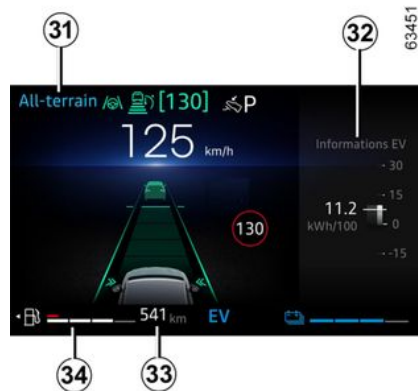 31
32
63451
All-terrain [130] P
125 km/h
Informations EV
30
15
11.2
kWh/100
0
-15
130
541 km
EV
34
33